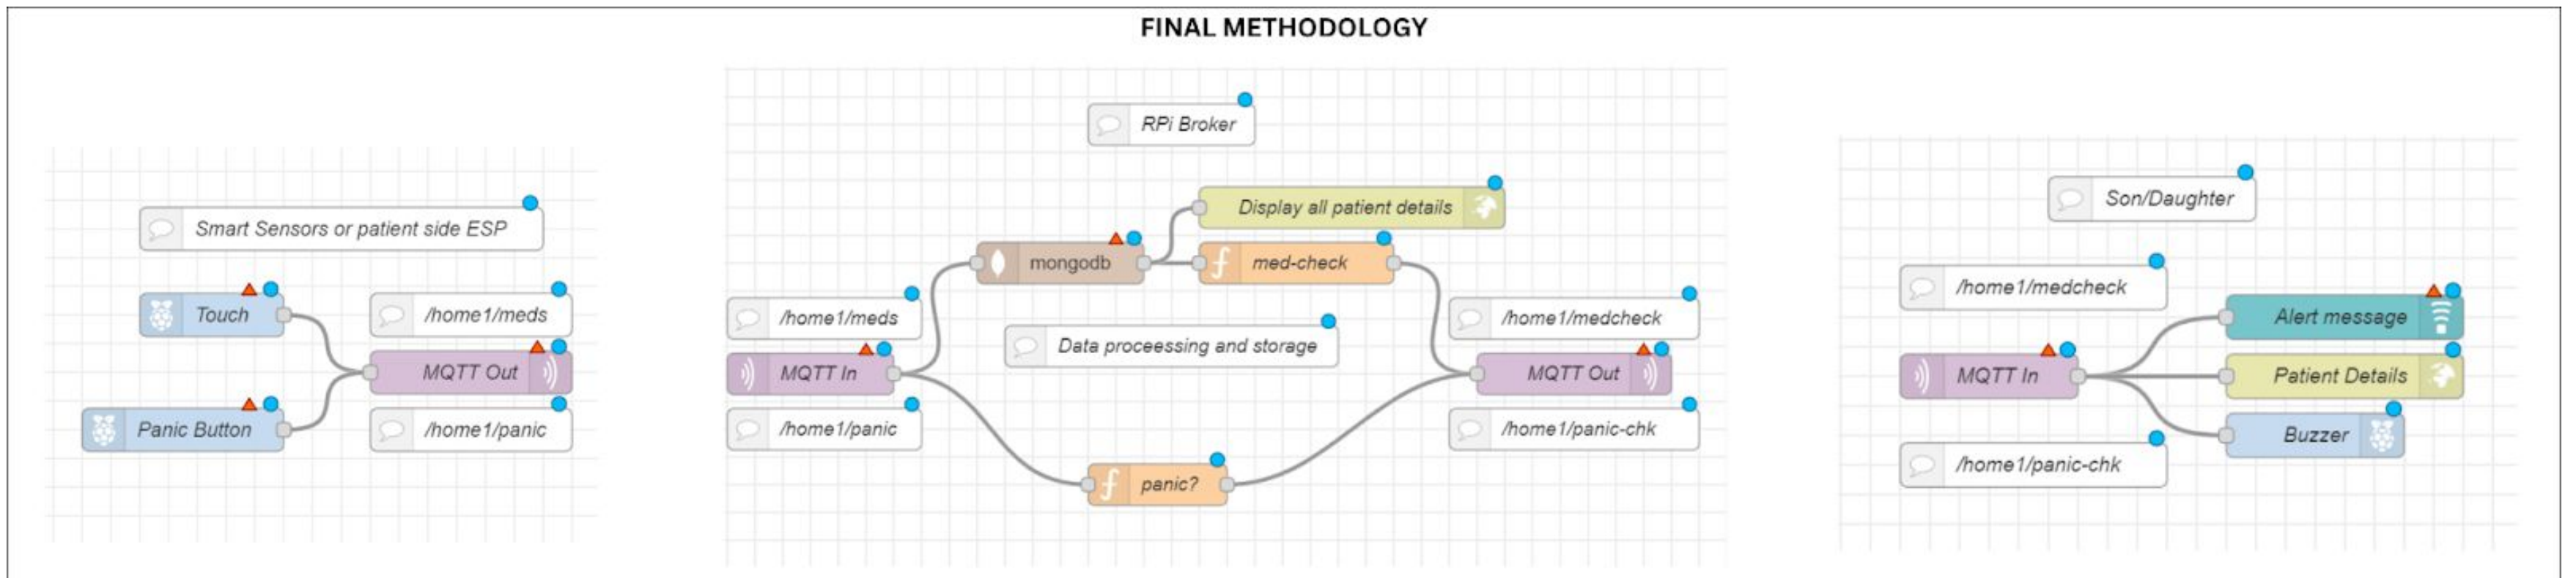 FINAL METHODOLOGY
Smart Sensors or patient side ESP
Touch
/home1/meds
MQTT Out
Panic Button
/home1/panic
RPi Broker
Display all patient details
mongodb
med-check
/home1/meds
/home1/medcheck
Data proceessing and storage
MQTT In
MQTT Out
/home1/panic
/home1/panic-chk
panic?
Son/Daughter
/home1/medcheck
Alert message
MQTT In
Patient Details
Buzzer
/home1/panic-chk